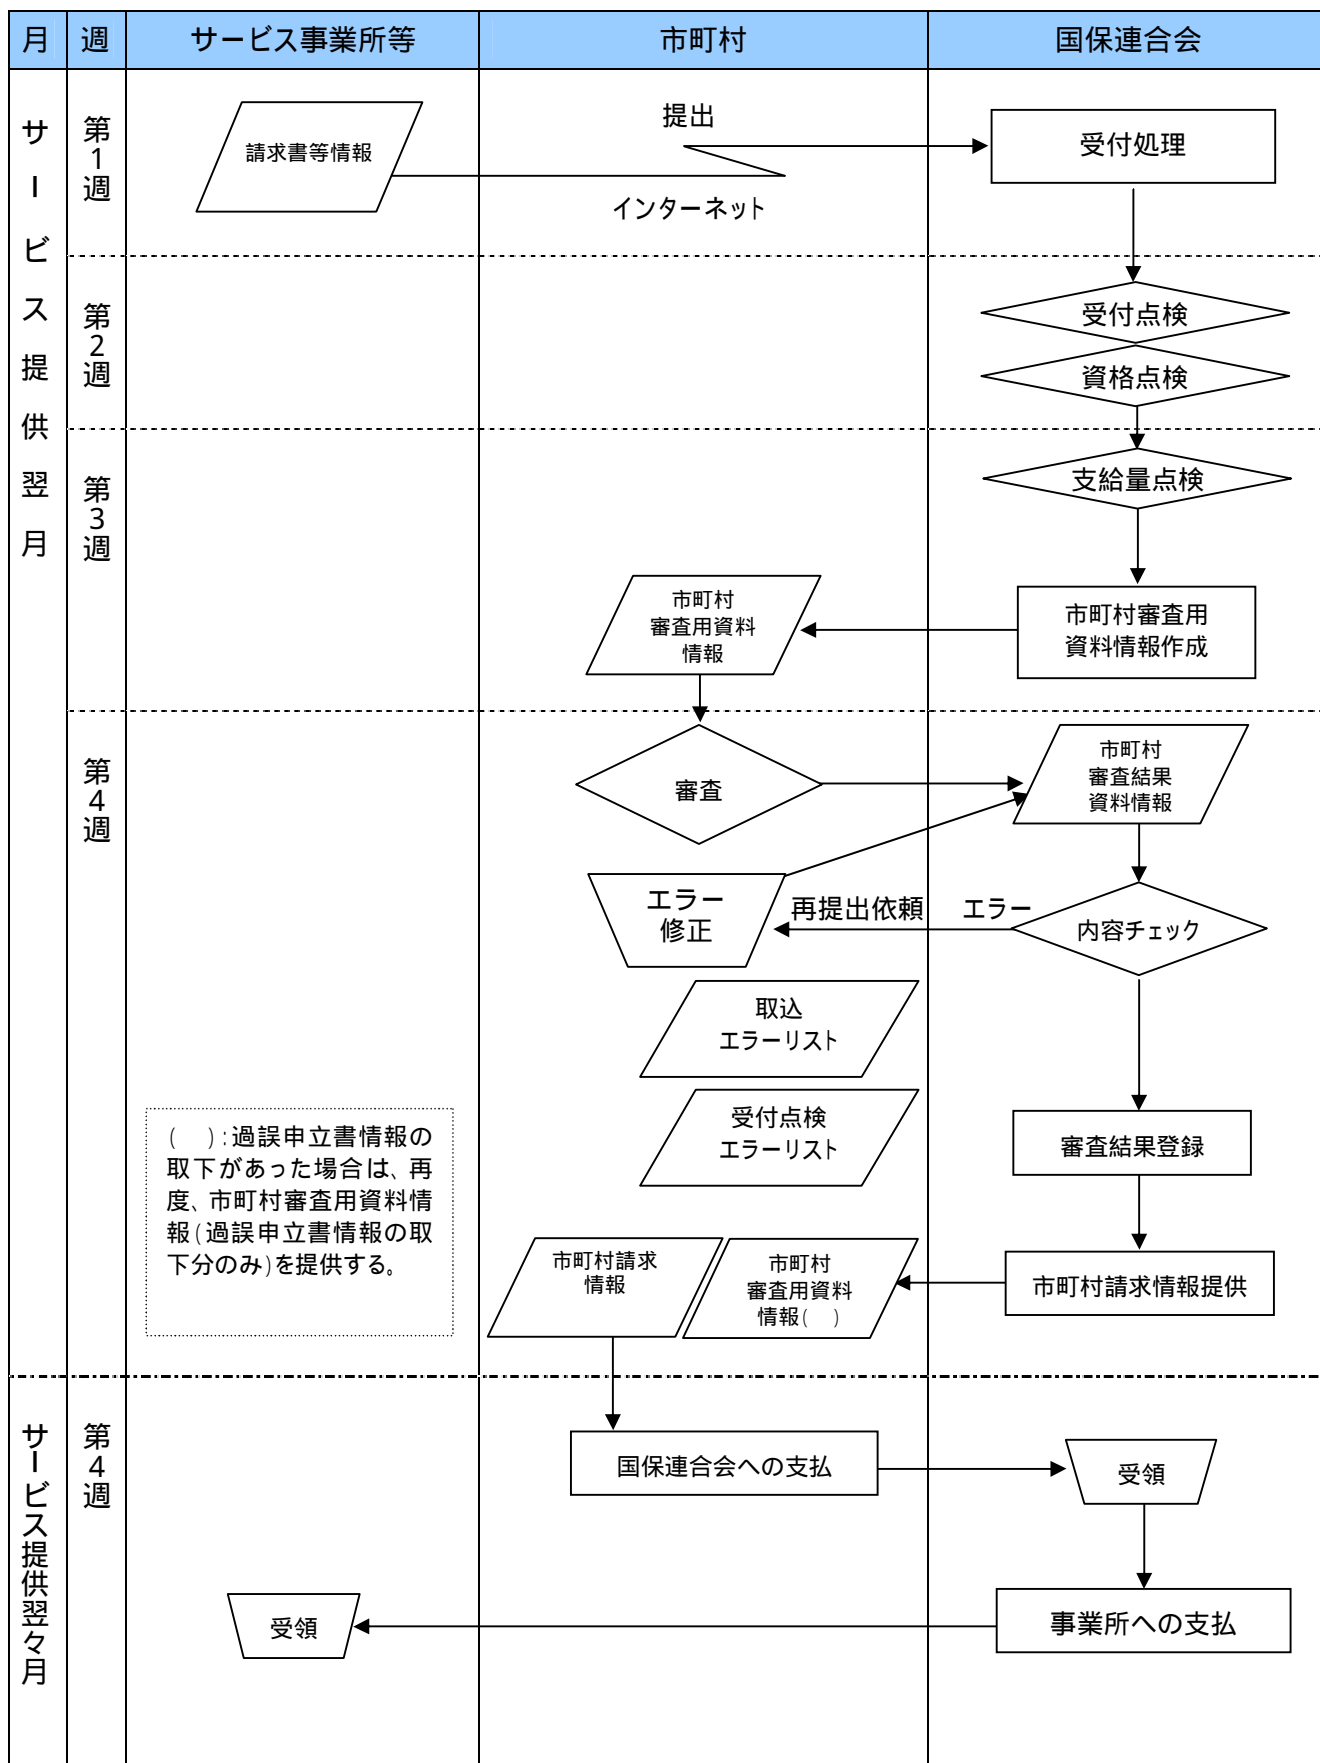 月 週 サービス事業所等 市町村 国保連合会
サービス提供翌月
第1週
請求書等情報
提出
インターネット
受付処理
第2週
受付点検
資格点検
第3週
支給量点検
市町村
審査用資料
情報
市町村審査用
資料情報作成
第4週
審査
市町村
審査結果
資料情報
エラー
修正
再提出依頼
エラー
内容チェック
取込
エラーリスト
受付点検
エラーリスト
審査結果登録
(　):過誤申立書情報の
取下があった場合は、再
度、市町村審査用資料情
報(過誤申立書情報の取
下分のみ)を提供する。
市町村請求
情報
市町村
審査用資料
情報(　)
市町村請求情報提供
サービス提供翌々月
第4週
国保連合会への支払
受領
受領
事業所への支払